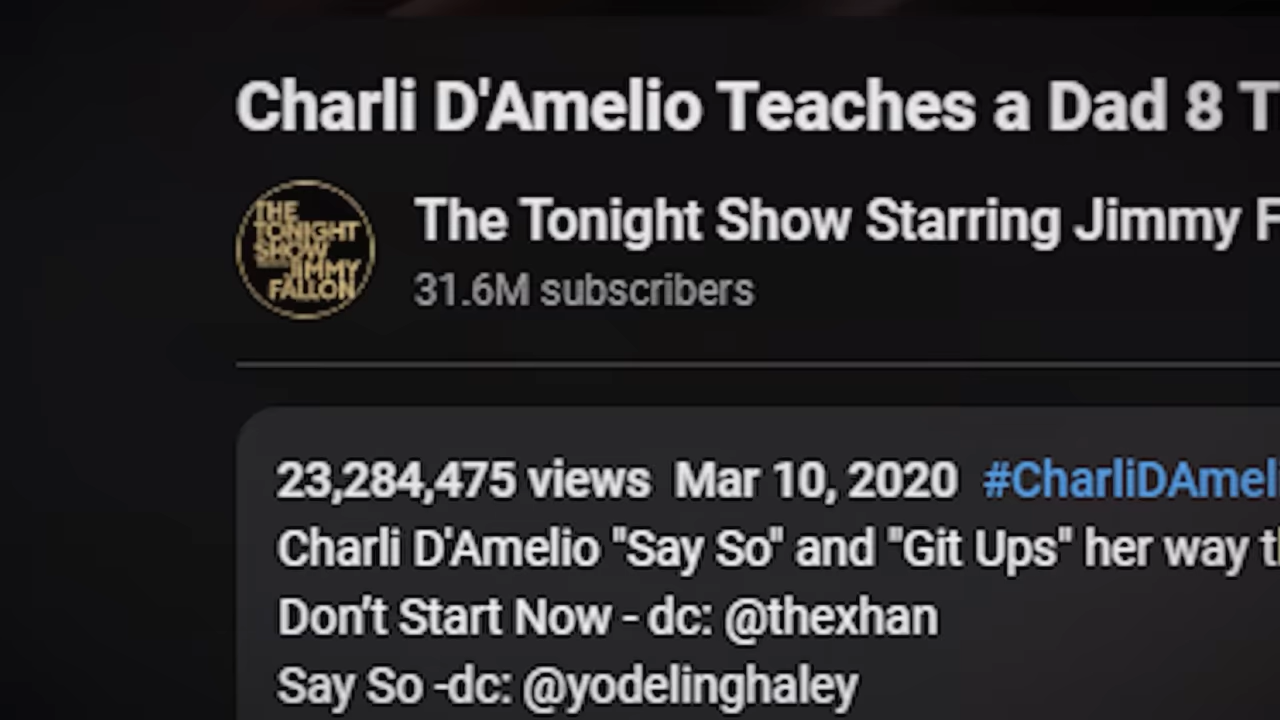 Charli D'Amelio Teaches a Dad 8 T
THE
TONIGHT
SHOW
JIMMY
FALLON
The Tonight Show Starring Jimmy F
31.6M subscribers
23,284,475 views Mar 10, 2020 #CharliDAmel
Charli D'Amelio "Say So" and "Git Ups" her way t
Don’t Start Now - dc: @thexhan
Say So -dc: @yodelinghaley